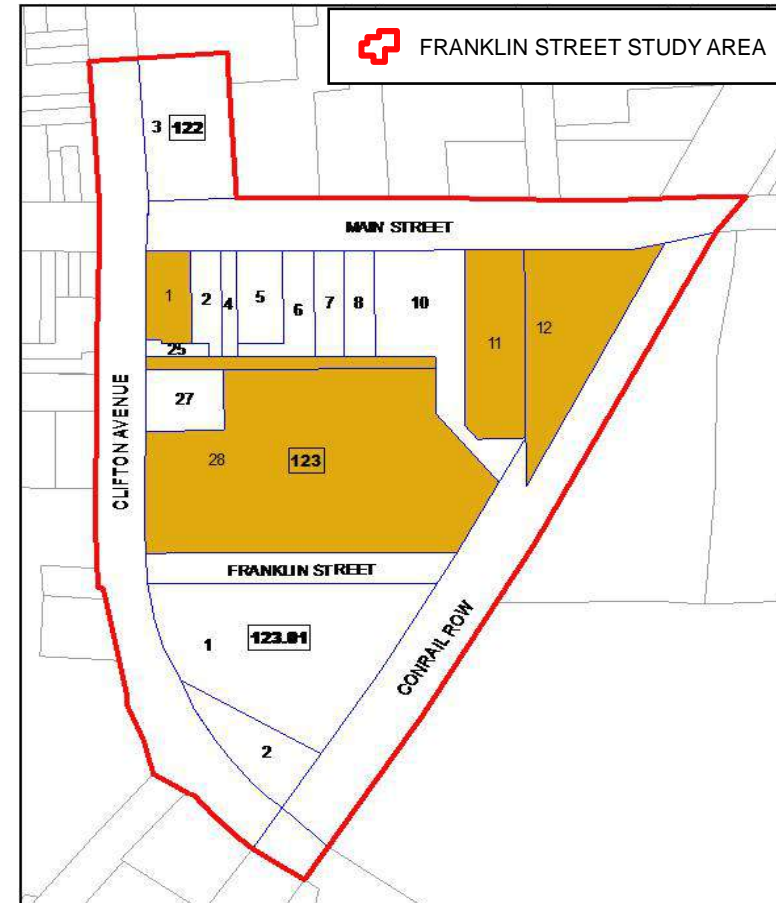 FRANKLIN STREET STUDY AREA
3 122
MAIN STREET
1 2 4 5 6 7 8 10 11 12
25
27
CLIFTON AVENUE
28 123
FRANKLIN STREET
1 123.01
CONRAIL ROW
2